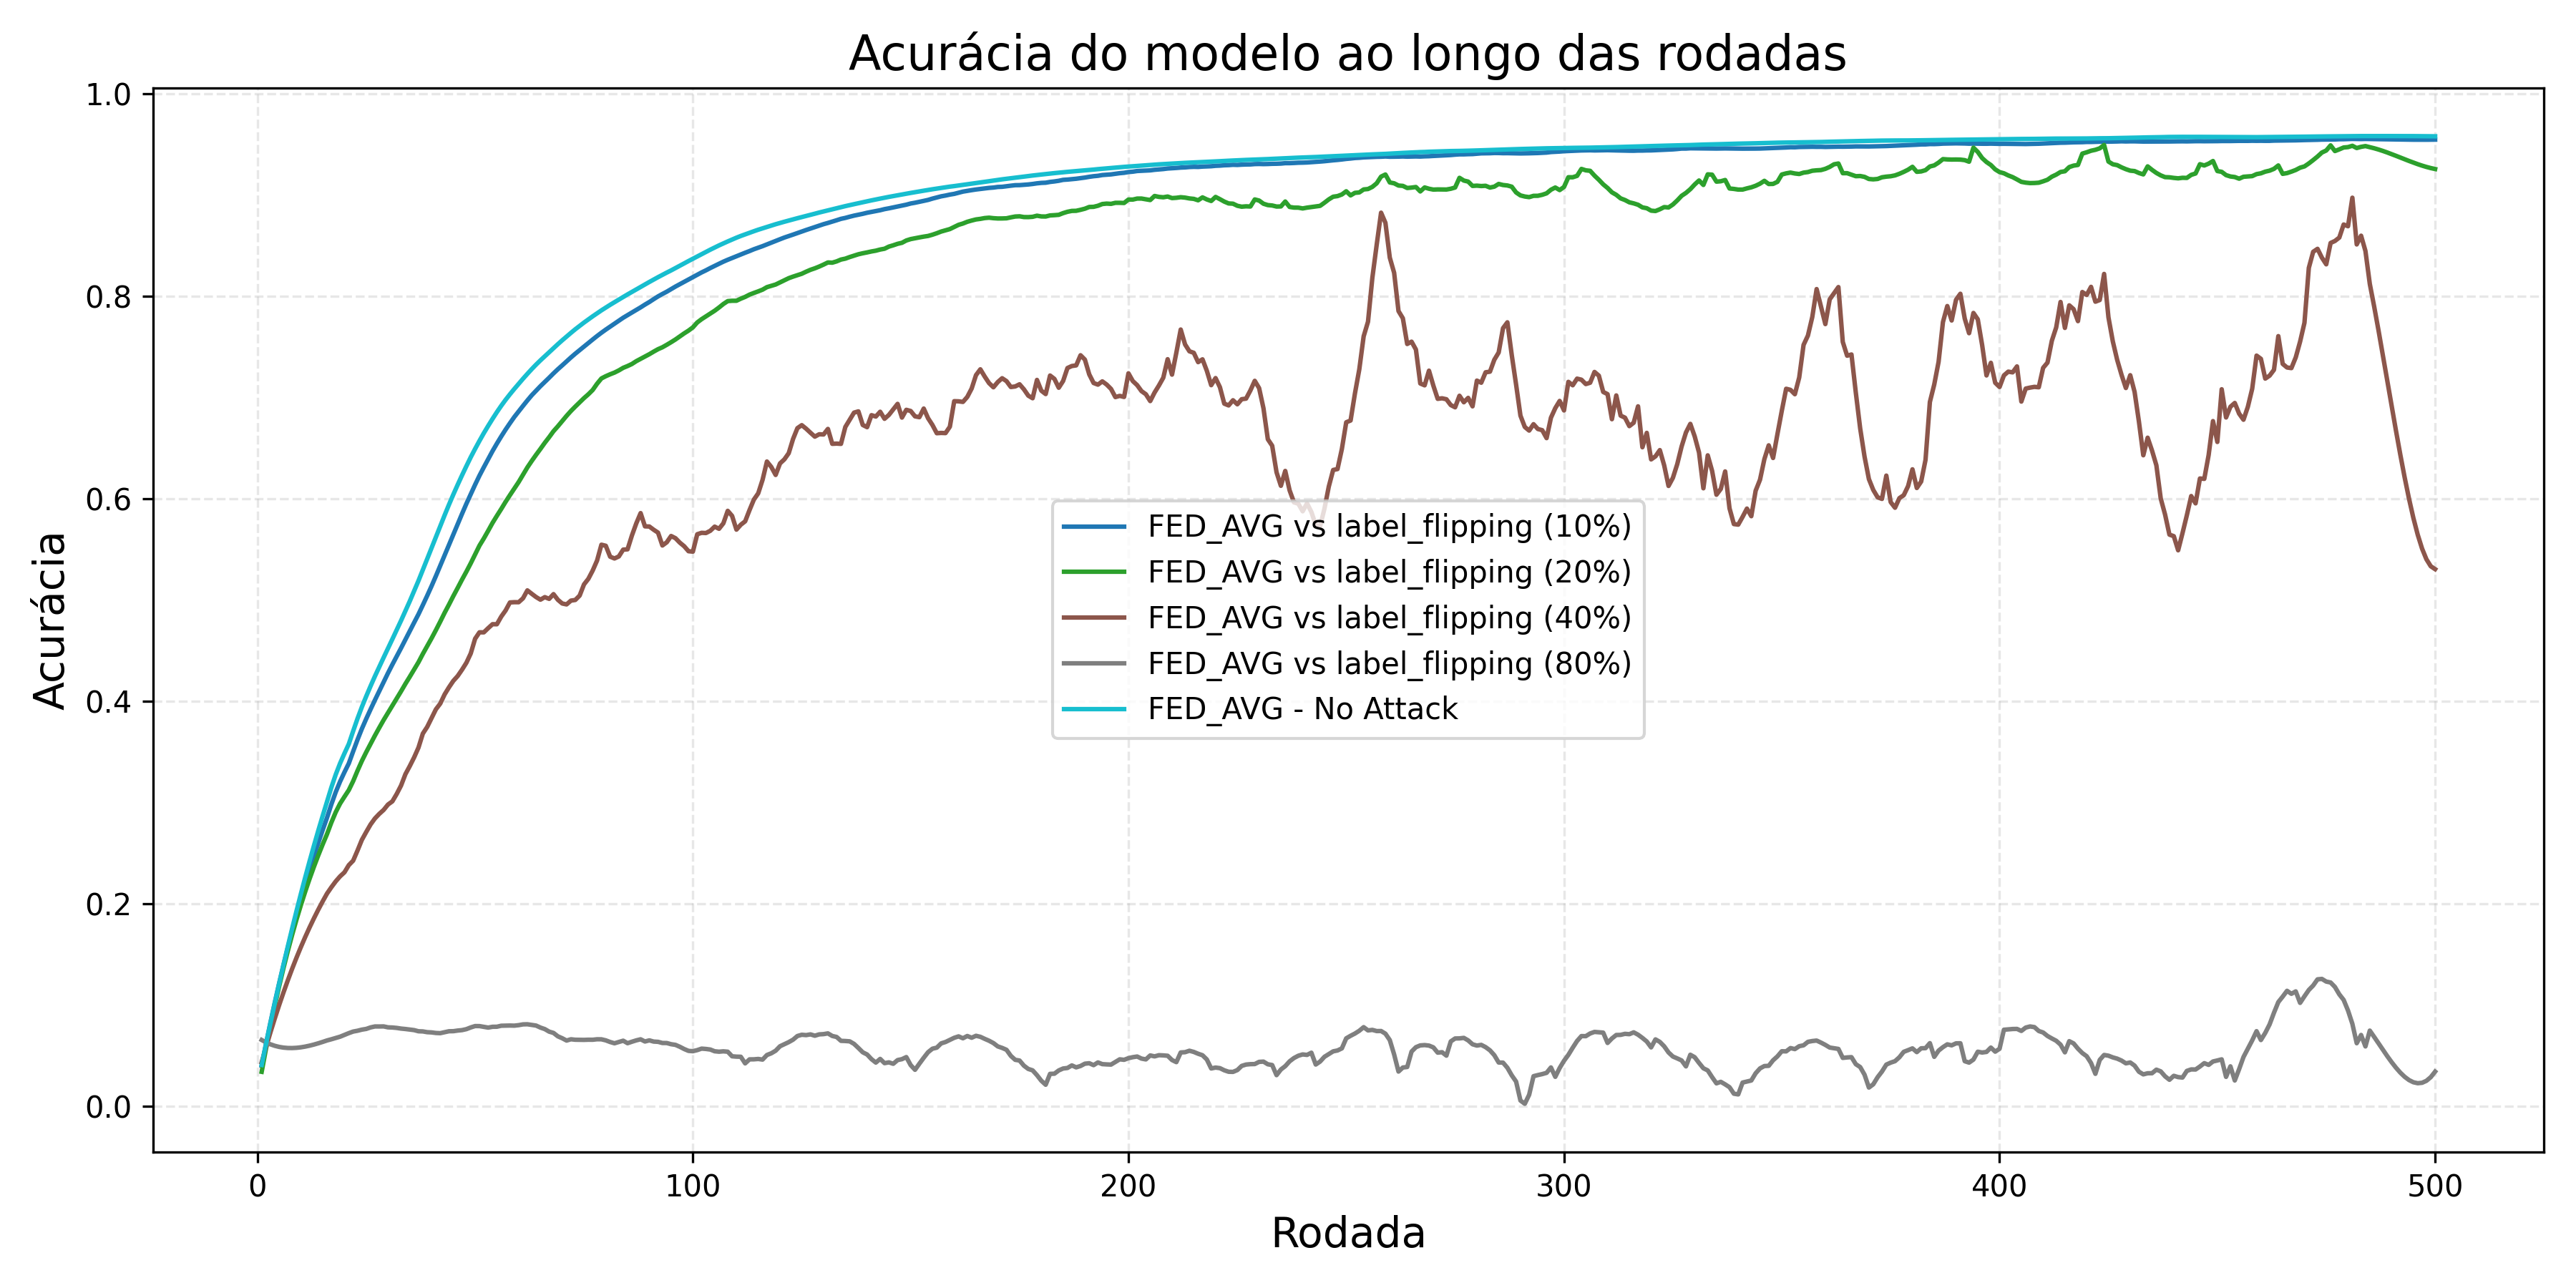 Acurácia do modelo ao longo das rodadas
1.0
0.8
0.6
0.4
0.2
0.0
Acurácia
FED_AVG vs label_flipping (10%)
FED_AVG vs label_flipping (20%)
FED_AVG vs label_flipping (40%)
FED_AVG vs label_flipping (80%)
FED_AVG - No Attack
0 100 200 300 400 500
Rodada